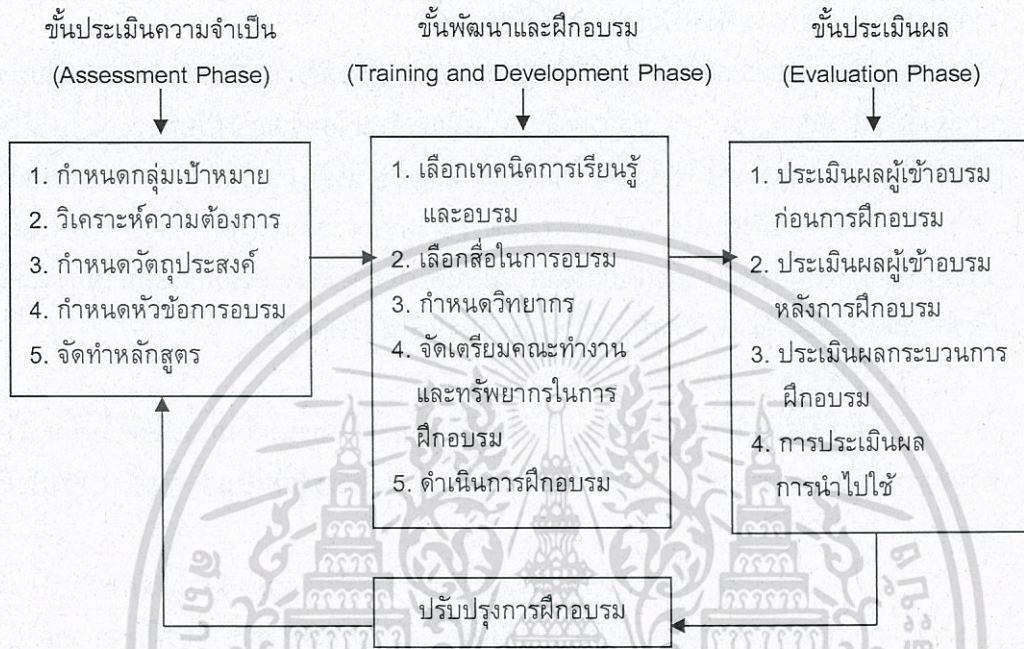 ขั้นประเมินความจำเป็น
(Assessment Phase)
ขั้นพัฒนาและฝึกอบรม
(Training and Development Phase)
ขั้นประเมินผล
(Evaluation Phase)
1. กำหนดกลุ่มเป้าหมาย
2. วิเคราะห์ความต้องการ
3. กำหนดวัตถุประสงค์
4. กำหนดหัวข้อการอบรม
5. จัดทำหลักสูตร
1. เลือกเทคนิคการเรียนรู้
และอบรม
2. เลือกสื่อในการอบรม
3. กำหนดวิทยากร
4. จัดเตรียมคณะทำงาน
และทรัพยากรในการ
ฝึกอบรม
5. ดำเนินการฝึกอบรม
1. ประเมินผลผู้เข้าอบรม
ก่อนการฝึกอบรม
2. ประเมินผลผู้เข้าอบรม
หลังการฝึกอบรม
3. ประเมินผลกระบวนการ
ฝึกอบรม
4. การประเมินผล
การนำไปใช้
ปรับปรุงการฝึกอบรม